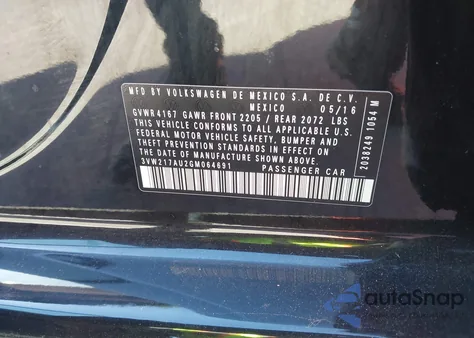 MFD BY VOLKSWAGEN DE MEXICO S.A. DE C.V.
MEXICO 05/16
GVWR 4167 GAWR FRONT 2205 / REAR 2072 LBS
THIS VEHICLE CONFORMS TO ALL APPLICABLE U.S.
FEDERAL MOTOR VEHICLE SAFETY, BUMPER AND
THEFT PREVENTION STANDARDS IN EFFECT ON THE
DATE OF MANUFACTURE SHOWN ABOVE
3VW217AU2GM064691 PASSENGER CAR
2038249 1054 M
autoSnap